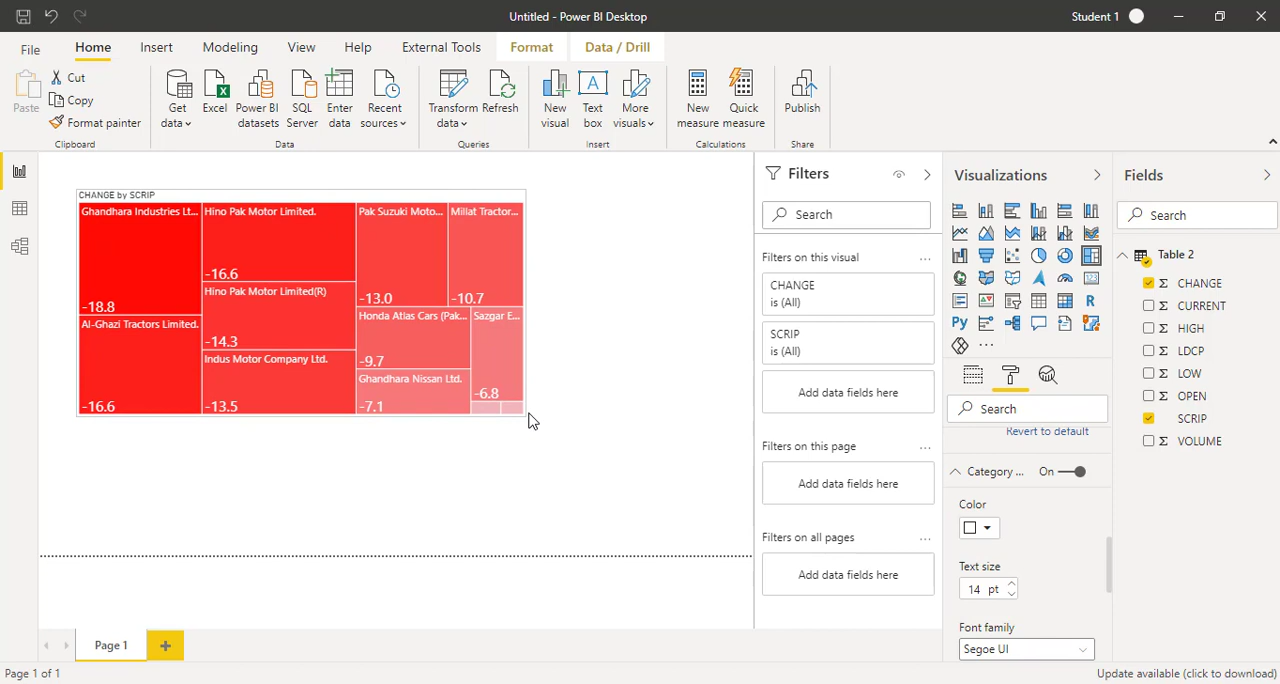 Untitled - Power BI Desktop
Student 1
File
Home
Insert
Modeling
View
Help
External Tools
Format
Data / Drill
Paste
Cut
Copy
Format painter
Clipboard
Get data
Excel
Power BI datasets
SQL Server
Enter data
Recent sources
Data
Transform data
Refresh
Queries
New visual
Text box
A
More visuals
Insert
New measure
Quick measure
Calculations
Publish
Share
CHANGE by SCRIP
Ghandhara Industries Lt...
-18.8
Al-Ghazi Tractors Limited.
-16.6
Hino Pak Motor Limited.
-16.6
Hino Pak Motor Limited(R)
-14.3
Indus Motor Company Ltd.
-13.5
Pak Suzuki Moto...
-13.0
Millat Tractor...
-10.7
Honda Atlas Cars (Pak...
-9.7
Ghandhara Nissan Ltd.
-7.1
Sazgar E...
-6.8
Filters
Search
Filters on this visual
...
CHANGE
is (All)
SCRIP
is (All)
Add data fields here
Filters on this page
...
Add data fields here
Filters on all pages
...
Add data fields here
Visualizations
123
R
Py
...
Search
Revert to default
Category ...
On
Color
Text size
14 pt
Font family
Segoe UI
Fields
Search
Table 2
Σ CHANGE
Σ CURRENT
Σ HIGH
Σ LDCP
Σ LOW
Σ OPEN
SCRIP
Σ VOLUME
Page 1
+
Page 1 of 1
Update available (click to download)